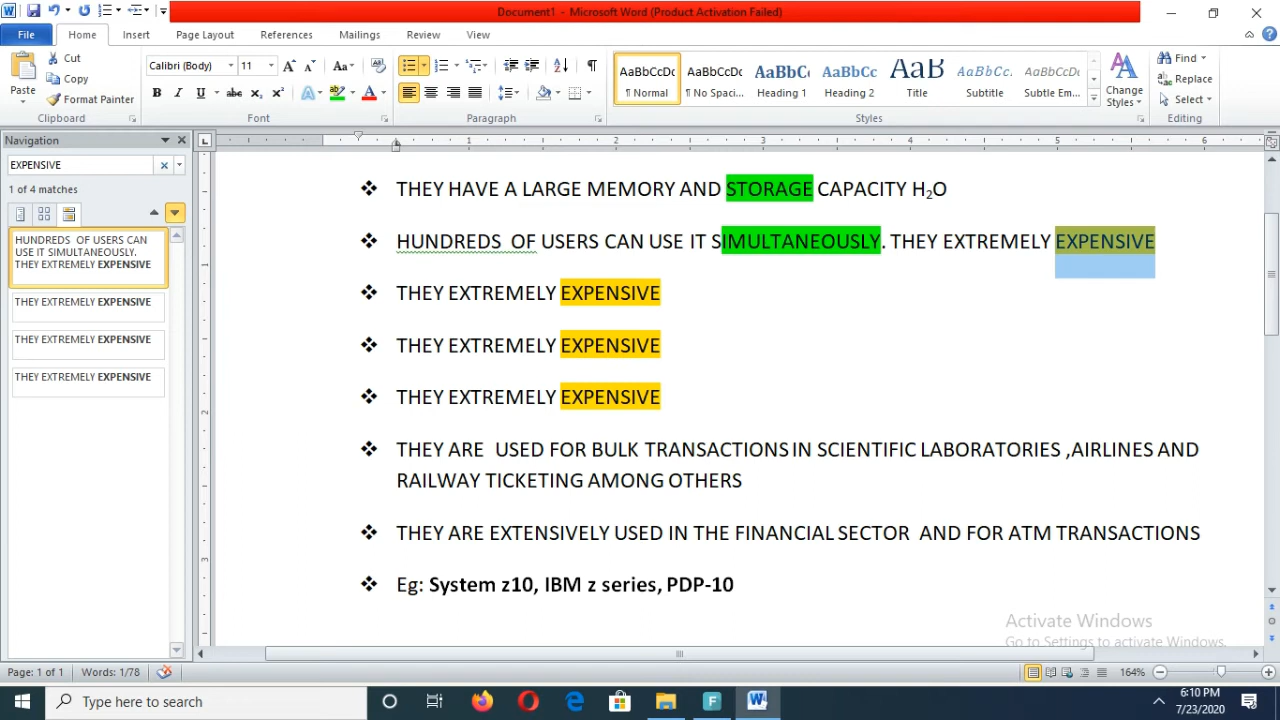 Document1 - Microsoft Word (Product Activation Failed)
File Home Insert Page Layout References Mailings Review View
Paste
Cut
Copy
Format Painter
Clipboard
Calibri (Body) 11
Font
Paragraph
AaBbCcDc AaBbCcDc AaBbCc AaBbCc AaB AaBbCc. AaBbCcDc
¶ Normal ¶ No Spaci... Heading 1 Heading 2 Title Subtitle Subtle Em...
Change Styles
Styles
Find
Replace
Select
Editing
Navigation
EXPENSIVE
1 of 4 matches
HUNDREDS OF USERS CAN
USE IT SIMULTANEOUSLY.
THEY EXTREMELY EXPENSIVE
THEY EXTREMELY EXPENSIVE
THEY EXTREMELY EXPENSIVE
THEY EXTREMELY EXPENSIVE
1 2 3 4 5 6
❖ THEY HAVE A LARGE MEMORY AND STORAGE CAPACITY H₂O
❖ HUNDREDS OF USERS CAN USE IT SIMULTANEOUSLY. THEY EXTREMELY EXPENSIVE
❖ THEY EXTREMELY EXPENSIVE
❖ THEY EXTREMELY EXPENSIVE
❖ THEY EXTREMELY EXPENSIVE
❖ THEY ARE USED FOR BULK TRANSACTIONS IN SCIENTIFIC LABORATORIES ,AIRLINES AND
RAILWAY TICKETING AMONG OTHERS
❖ THEY ARE EXTENSIVELY USED IN THE FINANCIAL SECTOR AND FOR ATM TRANSACTIONS
❖ Eg: System z10, IBM z series, PDP-10
Activate Windows
Go to Settings to activate Windows.
Page: 1 of 1 Words: 1/78 164%
Type here to search
6:10 PM
7/23/2020